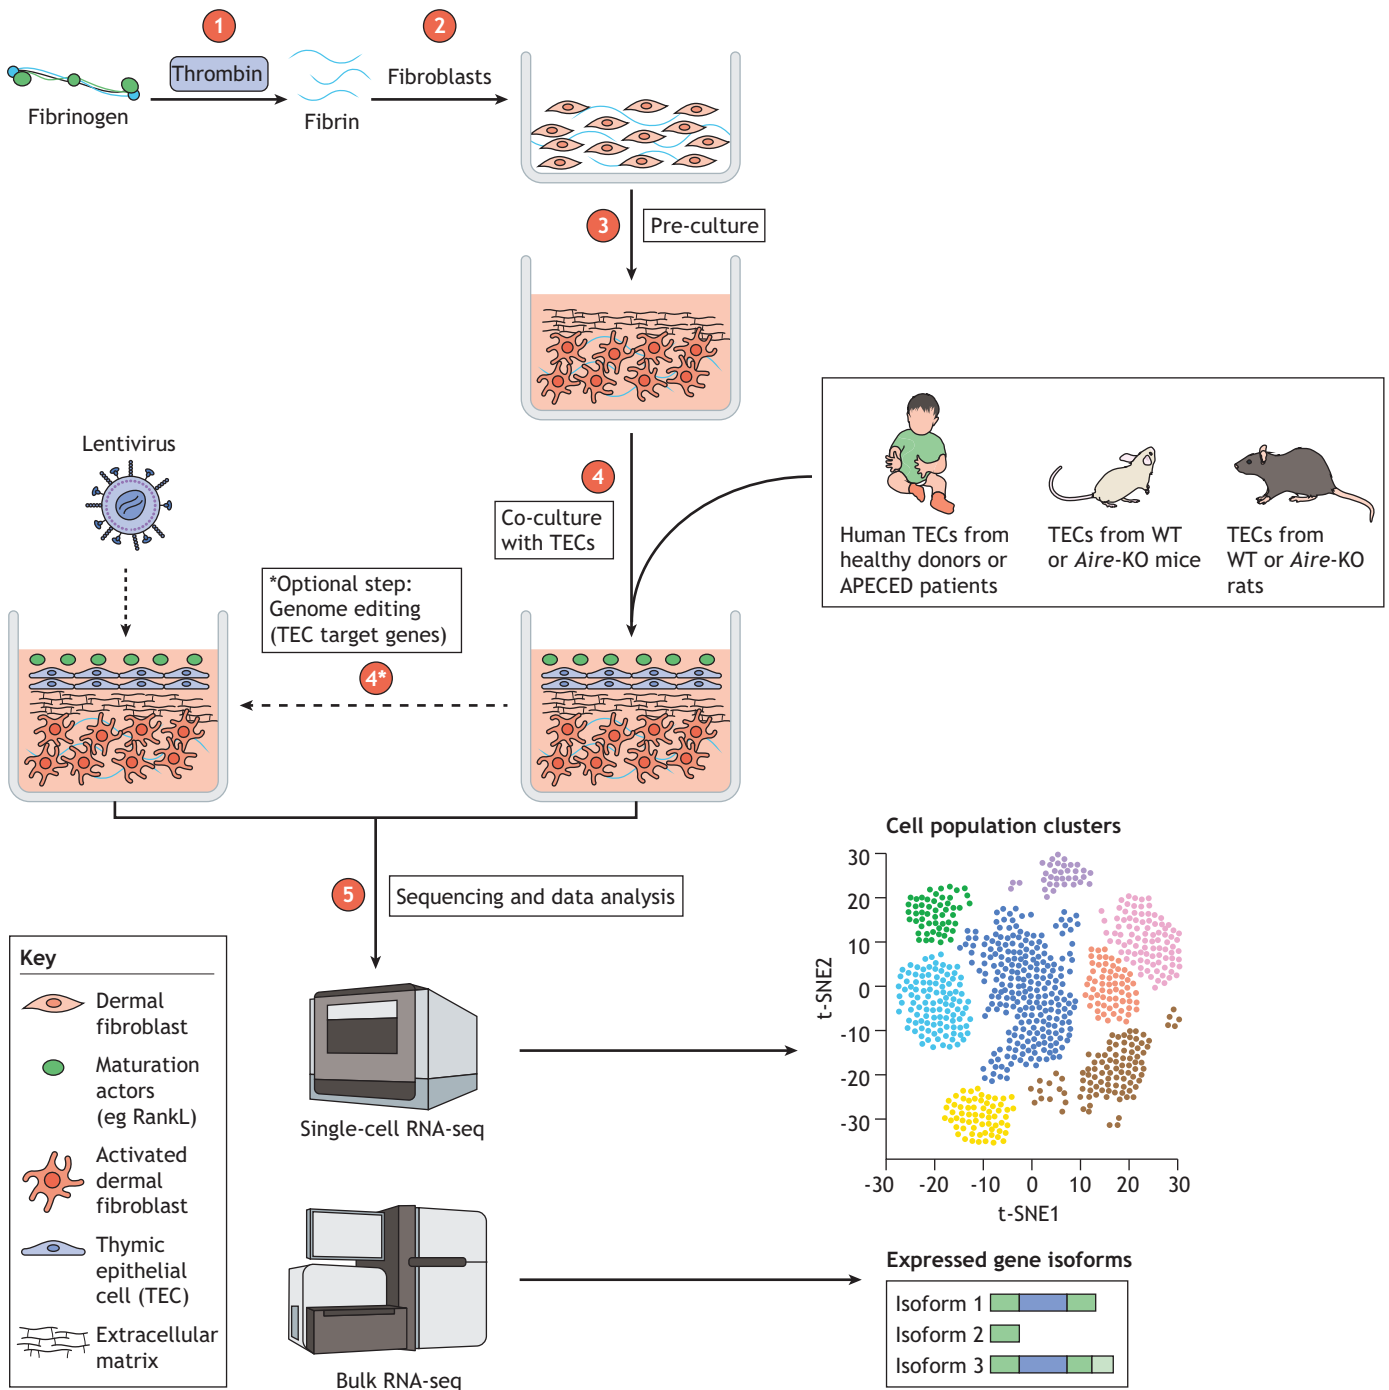 1
2
Thrombin
Fibroblasts
Fibrinogen
Fibrin
3
Pre-culture
Lentivirus
4
Co-culture
with TECs
Human TECs from
healthy donors or
APECED patients
TECs from WT
or Aire-KO mice
TECs from
WT or Aire-KO
rats
*Optional step:
Genome editing
(TEC target genes)
4*
5
Sequencing and data analysis
Cell population clusters
30
20
10
0
-10
-20
-30
t-SNE2
-30
-20
-10
0
10
20
30
t-SNE1
Key
Dermal
fibroblast
Maturation
actors
(eg RankL)
Activated
dermal
fibroblast
Thymic
epithelial
cell (TEC)
Extracellular
matrix
Single-cell RNA-seq
Bulk RNA-seq
Expressed gene isoforms
Isoform 1
Isoform 2
Isoform 3